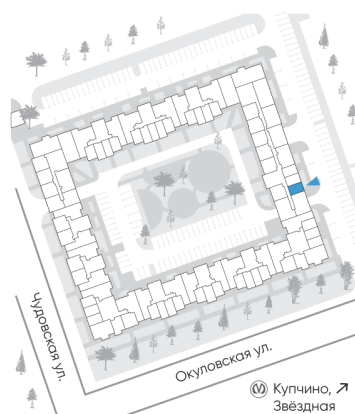 Чудовская ул.
Окуловская ул.
Купчино, ↗
Звёздная